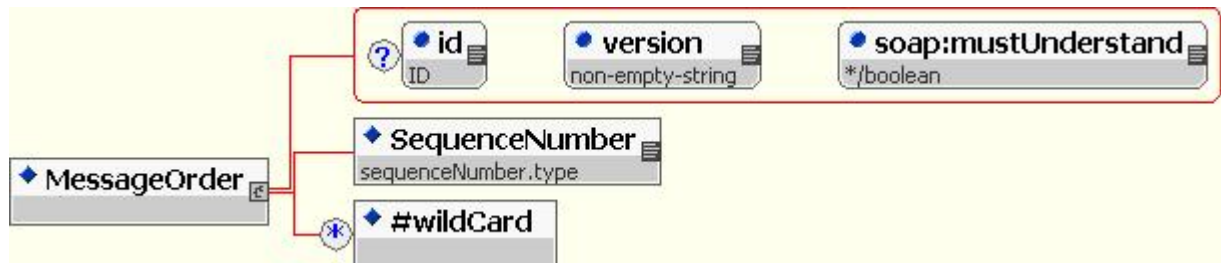 ? id version soap:mustUnderstand
ID non-empty-string */boolean
SequenceNumber
sequenceNumber.type
MessageOrder
* #wildCard